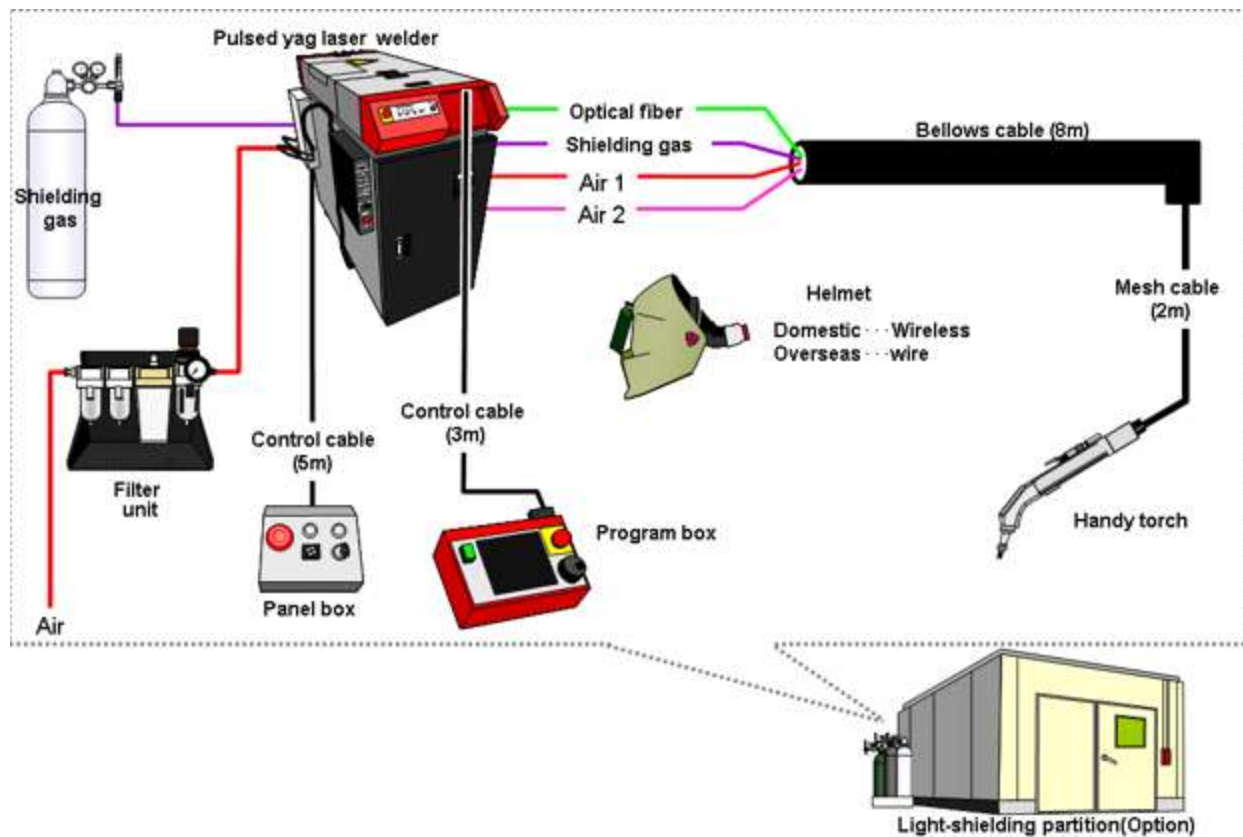 Pulsed yag laser welder
Optical fiber
Shielding gas
Air 1
Air 2
Bellows cable (8m)
Shielding
gas
Helmet
Domestic ··· Wireless
Overseas ··· wire
Mesh cable
(2m)
Control cable
(3m)
Control cable
(5m)
Filter
unit
Program box
Handy torch
Panel box
Air
Light-shielding partition(Option)